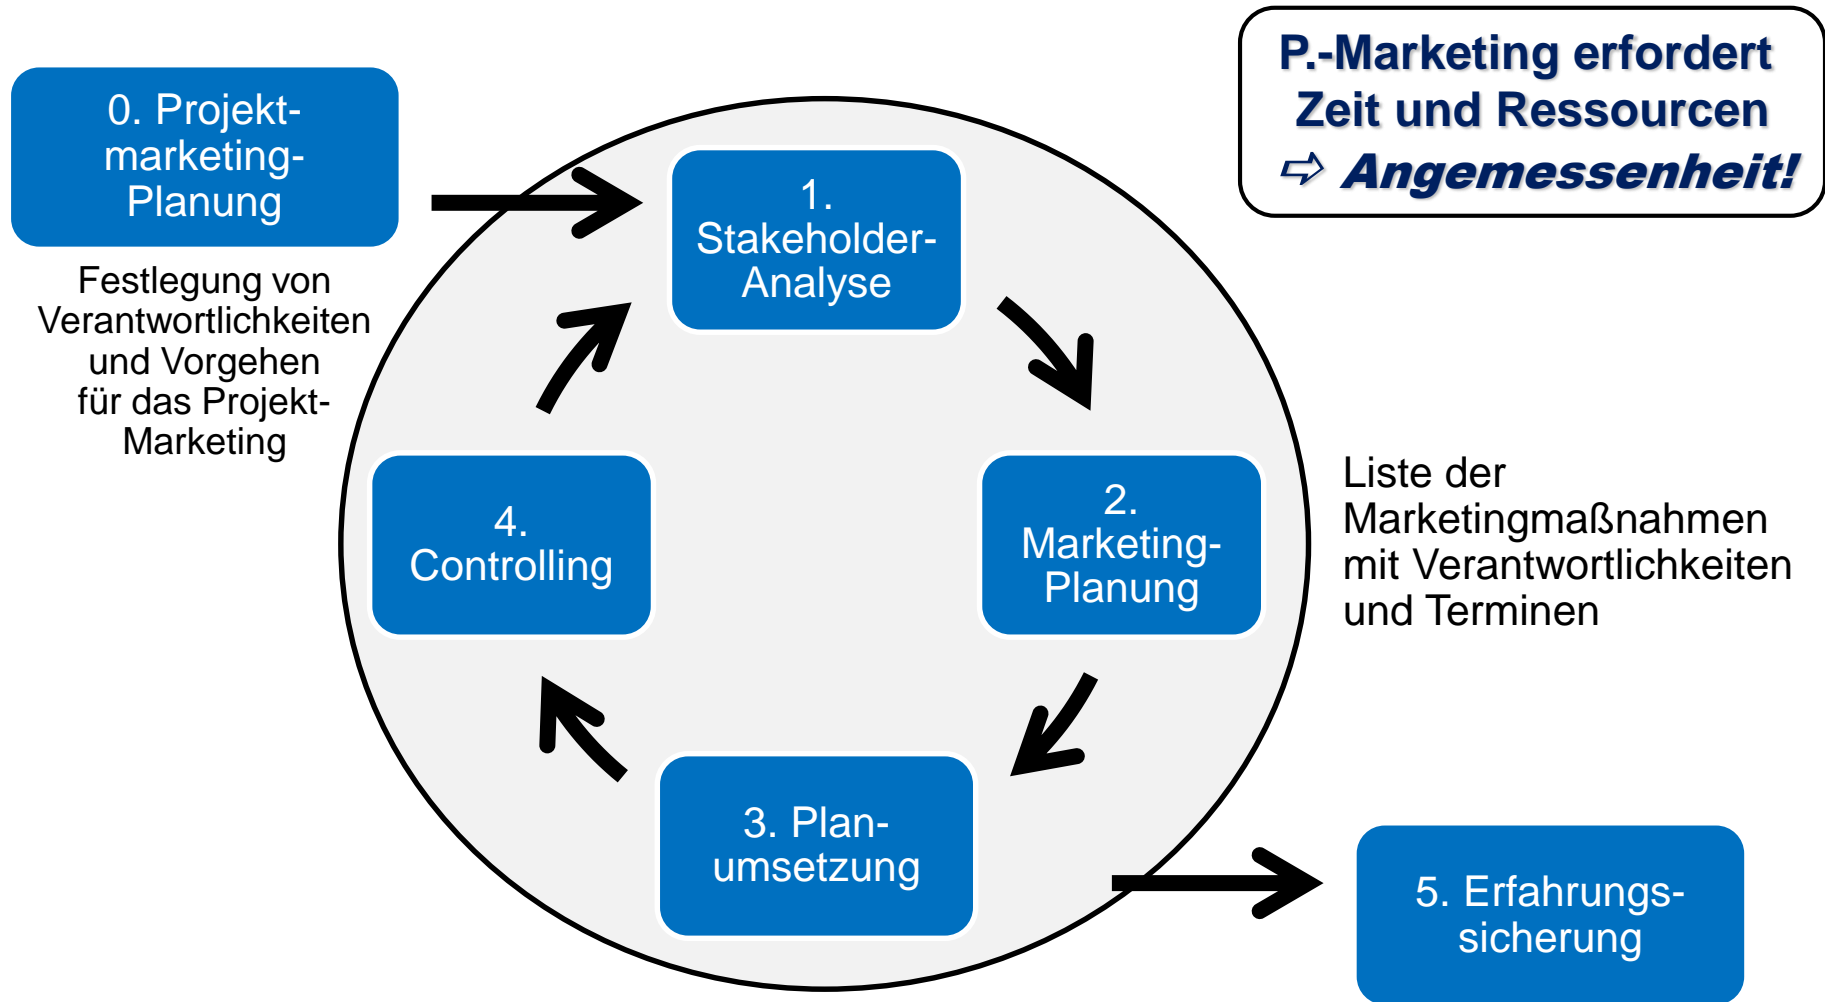 P.-Marketing erfordert
Zeit und Ressourcen
⇨ Angemessenheit!
0. Projekt-
marketing-
Planung
Festlegung von
Verantwortlichkeiten
und Vorgehen
für das Projekt-
Marketing
1.
Stakeholder-
Analyse
2.
Marketing-
Planung
Liste der
Marketingmaßnahmen
mit Verantwortlichkeiten
und Terminen
3. Plan-
umsetzung
4.
Controlling
5. Erfahrungs-
sicherung